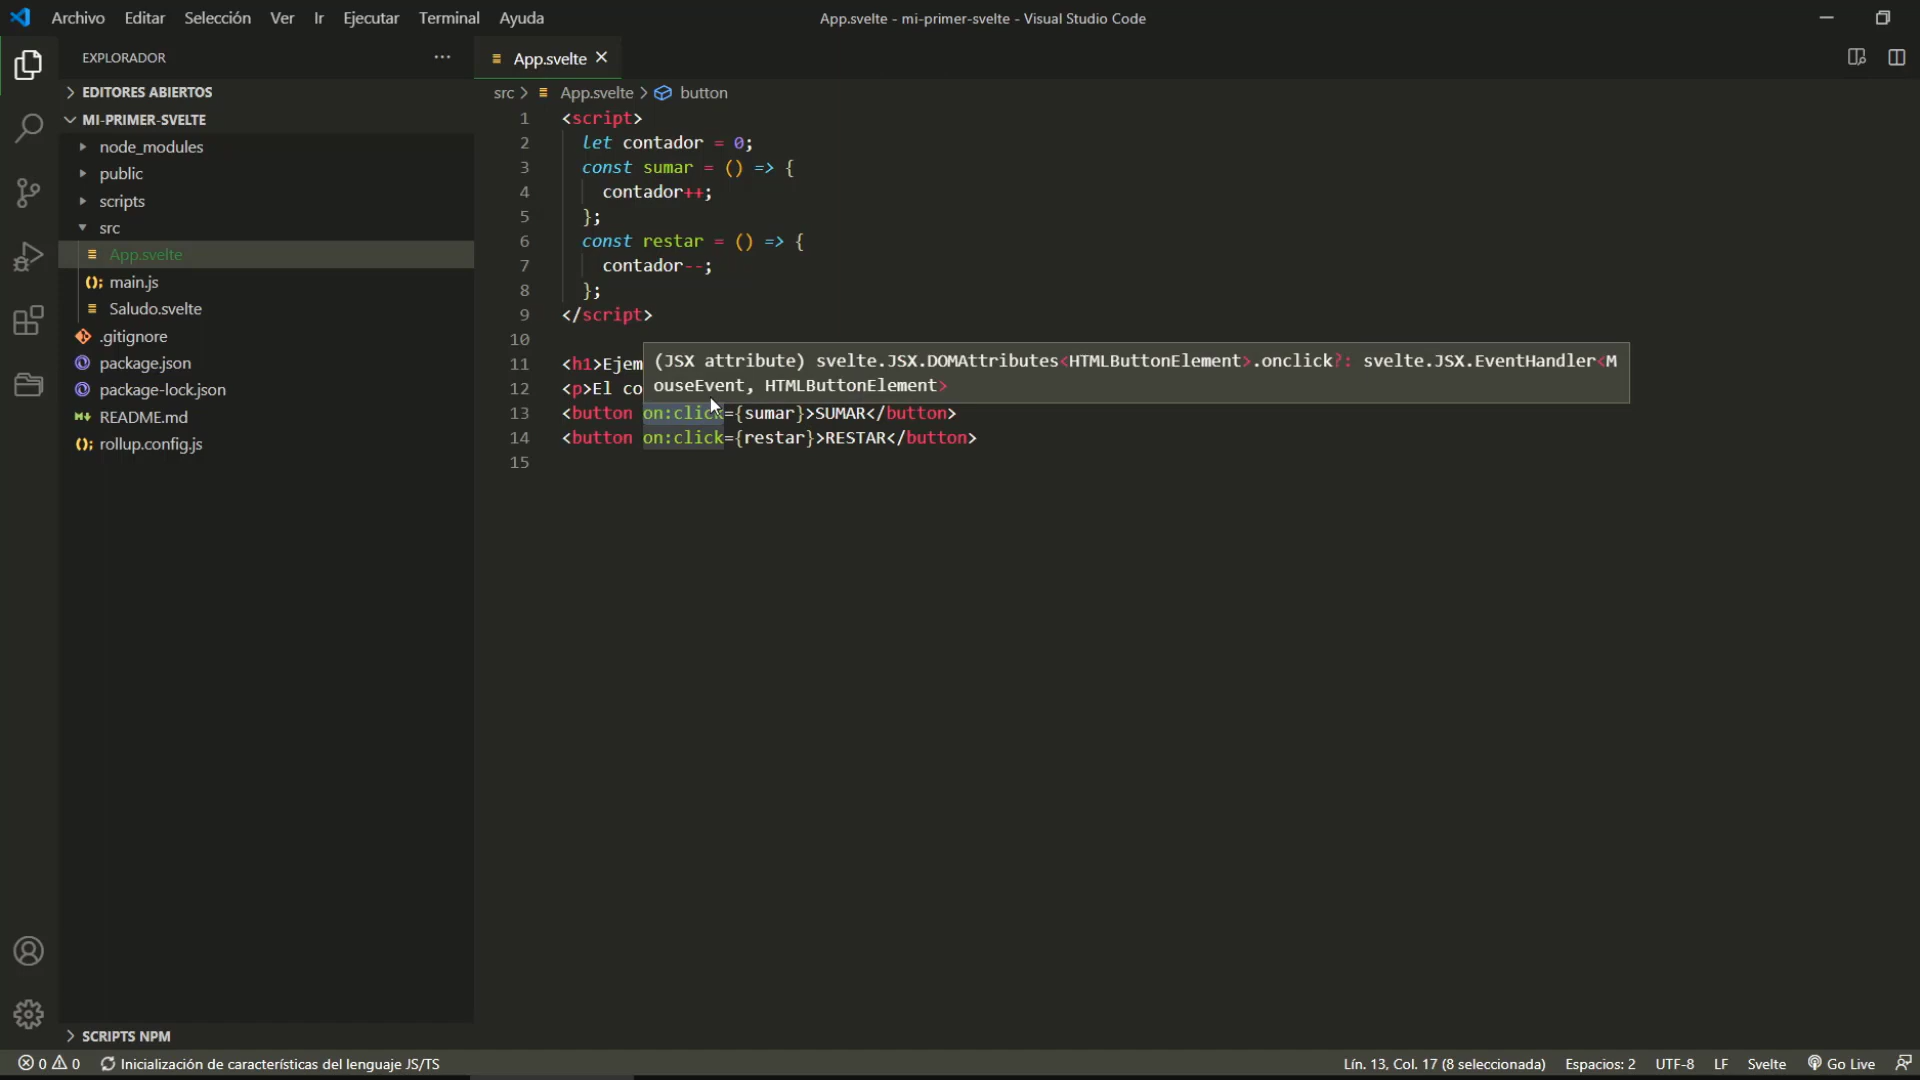 Archivo Editar Selección Ver Ir Ejecutar Terminal Ayuda
App.svelte - mi-primer-svelte - Visual Studio Code
EXPLORADOR
EDITORES ABIERTOS
MI-PRIMER-SVELTE
node_modules
public
scripts
src
App.svelte
main.js
Saludo.svelte
.gitignore
package.json
package-lock.json
README.md
rollup.config.js
SCRIPTS NPM
App.svelte
src > App.svelte > button
1 <script>
2 let contador = 0;
3 const sumar = () => {
4 contador++;
5 };
6 const restar = () => {
7 contador--;
8 };
9 </script>
10
11 <h1>Ejem
12 <p>El co
(JSX attribute) svelte.JSX.DOMAttributes<HTMLButtonElement>.onclick?: svelte.JSX.EventHandler<M
ouseEvent, HTMLButtonElement>
13 <button on:click={sumar}>SUMAR</button>
14 <button on:click={restar}>RESTAR</button>
15
0 0 Inicialización de características del lenguaje JS/TS
Lín. 13, Col. 17 (8 seleccionada) Espacios: 2 UTF-8 LF Svelte Go Live